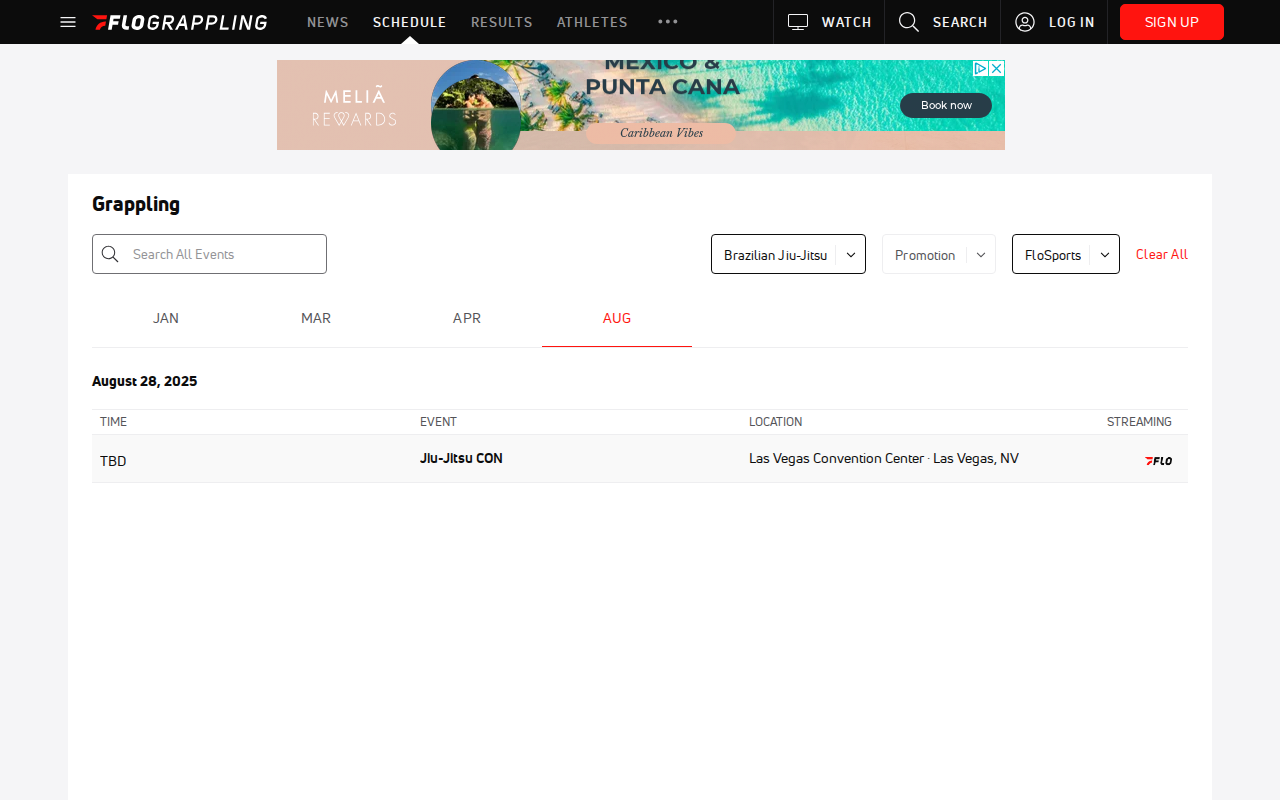 FLOGRAPPLING NEWS SCHEDULE RESULTS ATHLETES ••• WATCH SEARCH LOG IN SIGN UP
MELIÃ REWARDS
MEXICO &
PUNTA CANA
Caribbean Vibes
Book now
Grappling
Search All Events
Brazilian Jiu-Jitsu
Promotion
FloSports
Clear All
JAN MAR APR AUG
August 28, 2025
TIME EVENT LOCATION STREAMING
TBD Jiu-Jitsu CON Las Vegas Convention Center · Las Vegas, NV FLO